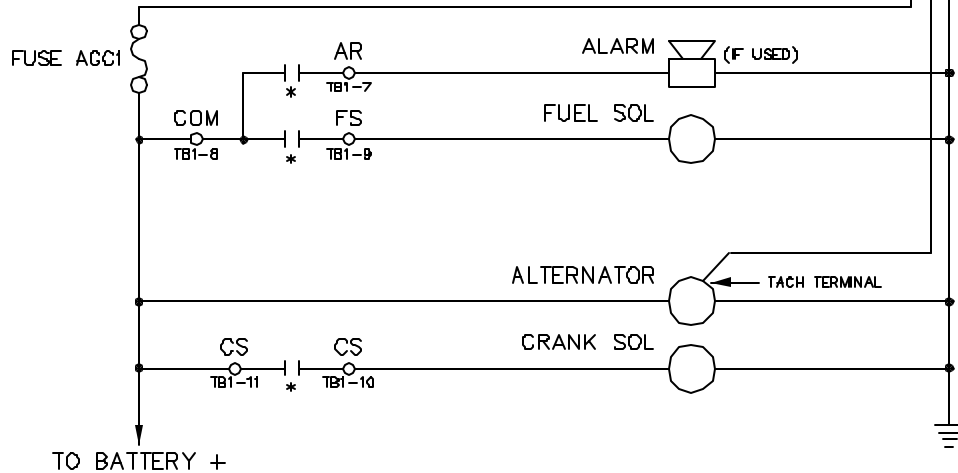 FUSE ACC1
AR
ALARM
(IF USED)
*
TB1-7
COM
FS
FUEL SOL
TB1-8
*
TB1-9
ALTERNATOR
TACH TERMINAL
CS
CS
CRANK SOL
TB1-11
*
TB1-10
TO BATTERY +